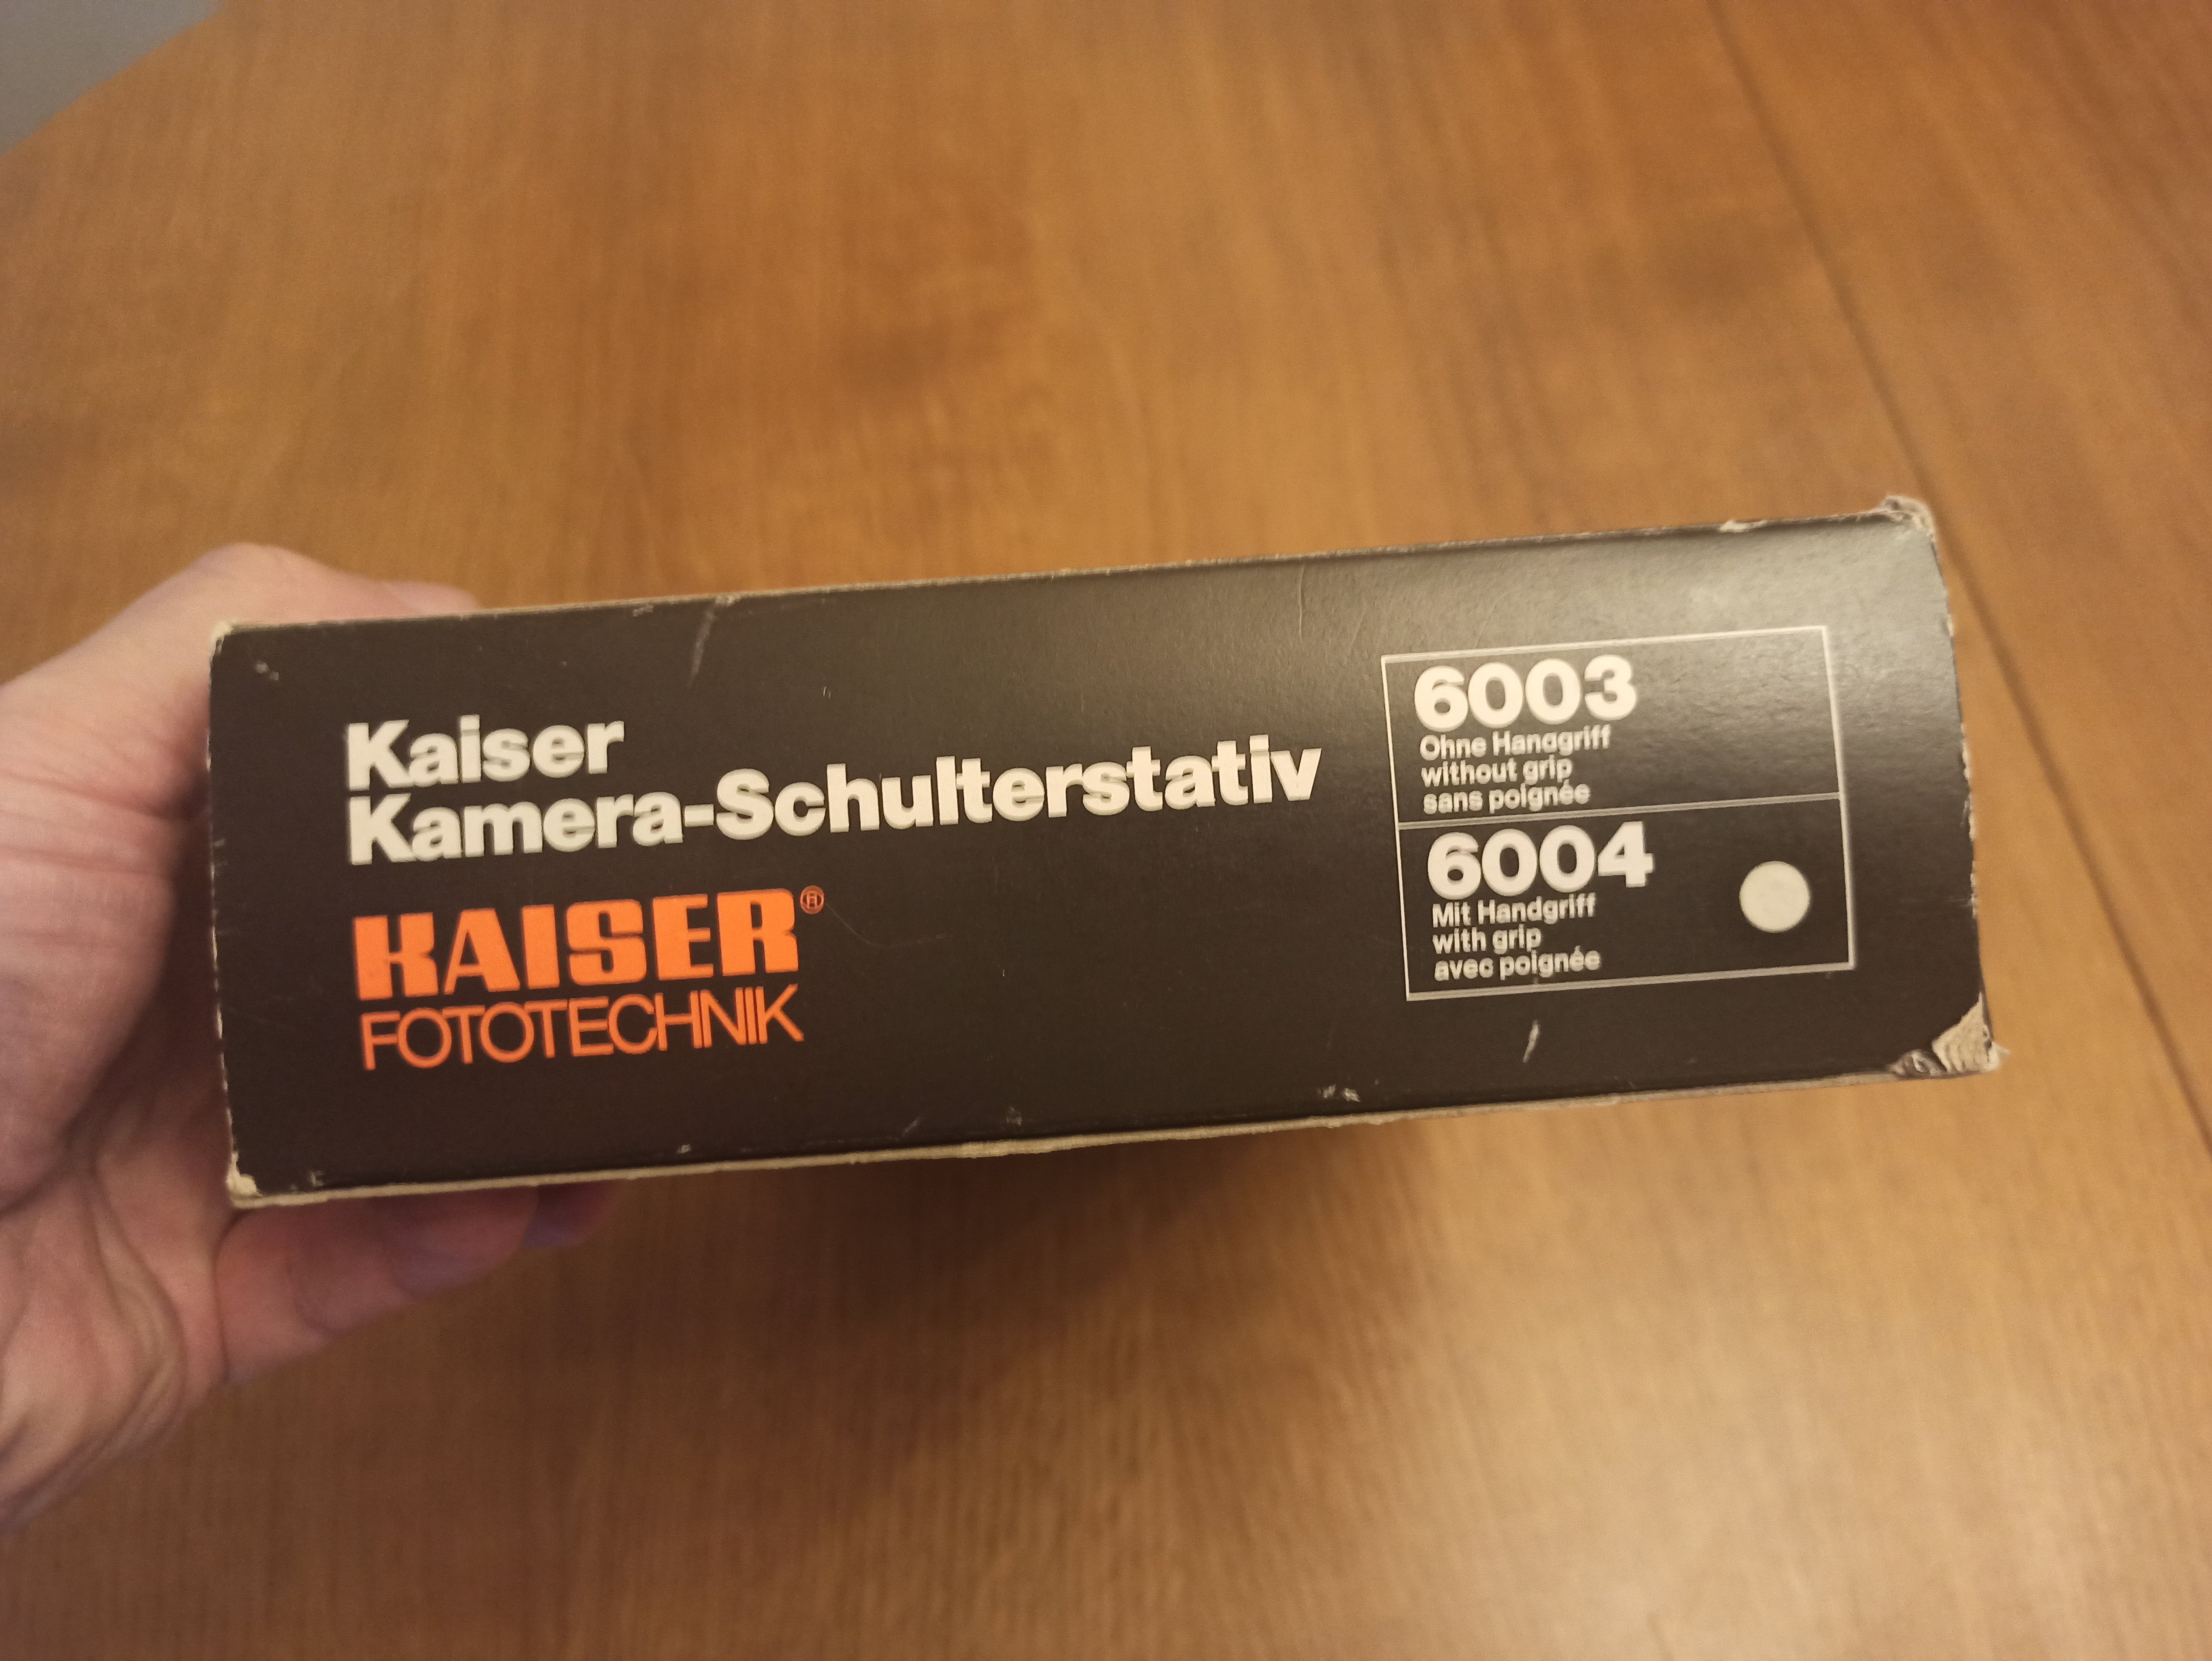 Kaiser
Kamera-Schulterstativ
KAISER®
FOTOTECHNIK
6003
Ohne Handgriff
without grip
sans poignée
6004
Mit Handgriff
with grip
avec poignée